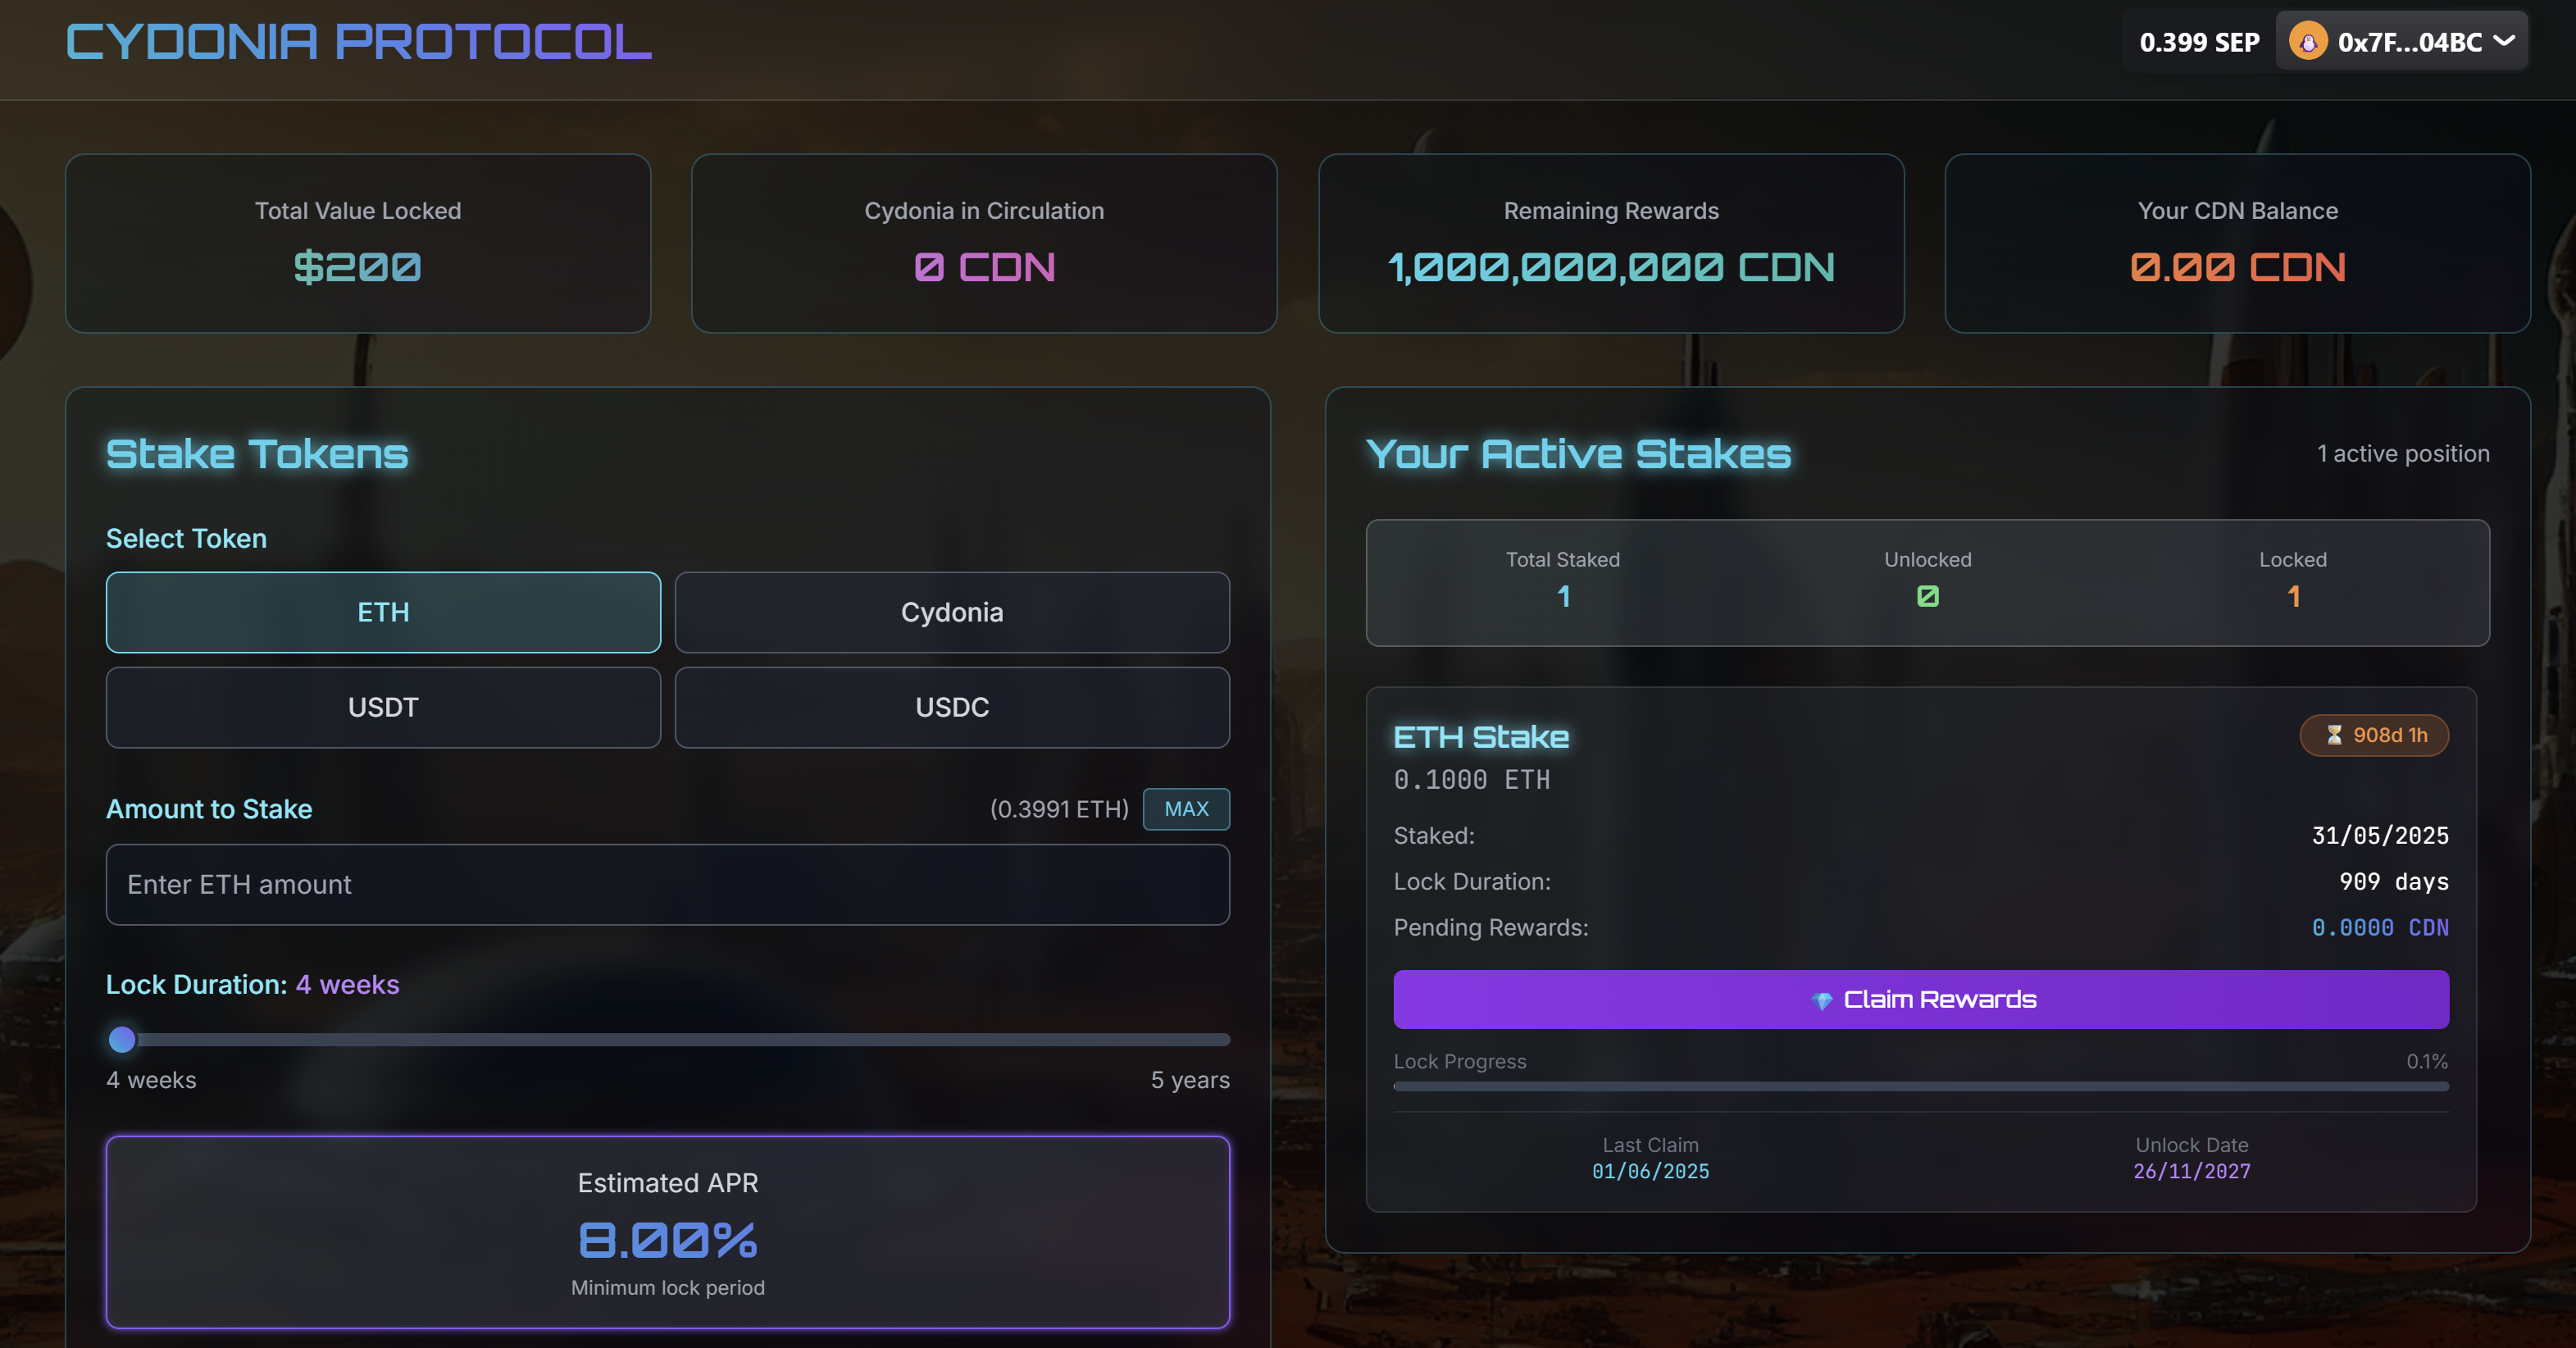 CYDONIA PROTOCOL
0.399 SEP
0x7F...04BC
Total Value Locked
$200
Cydonia in Circulation
0 CDN
Remaining Rewards
1,000,000,000 CDN
Your CDN Balance
0.00 CDN
Stake Tokens
Select Token
ETH
Cydonia
USDT
USDC
Amount to Stake
(0.3991 ETH)
MAX
Enter ETH amount
Lock Duration: 4 weeks
4 weeks
5 years
Estimated APR
8.00%
Minimum lock period
Your Active Stakes
1 active position
Total Staked
1
Unlocked
0
Locked
1
ETH Stake
⏳ 908d 1h
0.1000 ETH
Staked:
31/05/2025
Lock Duration:
909 days
Pending Rewards:
0.0000 CDN
💎 Claim Rewards
Lock Progress
0.1%
Last Claim
01/06/2025
Unlock Date
26/11/2027